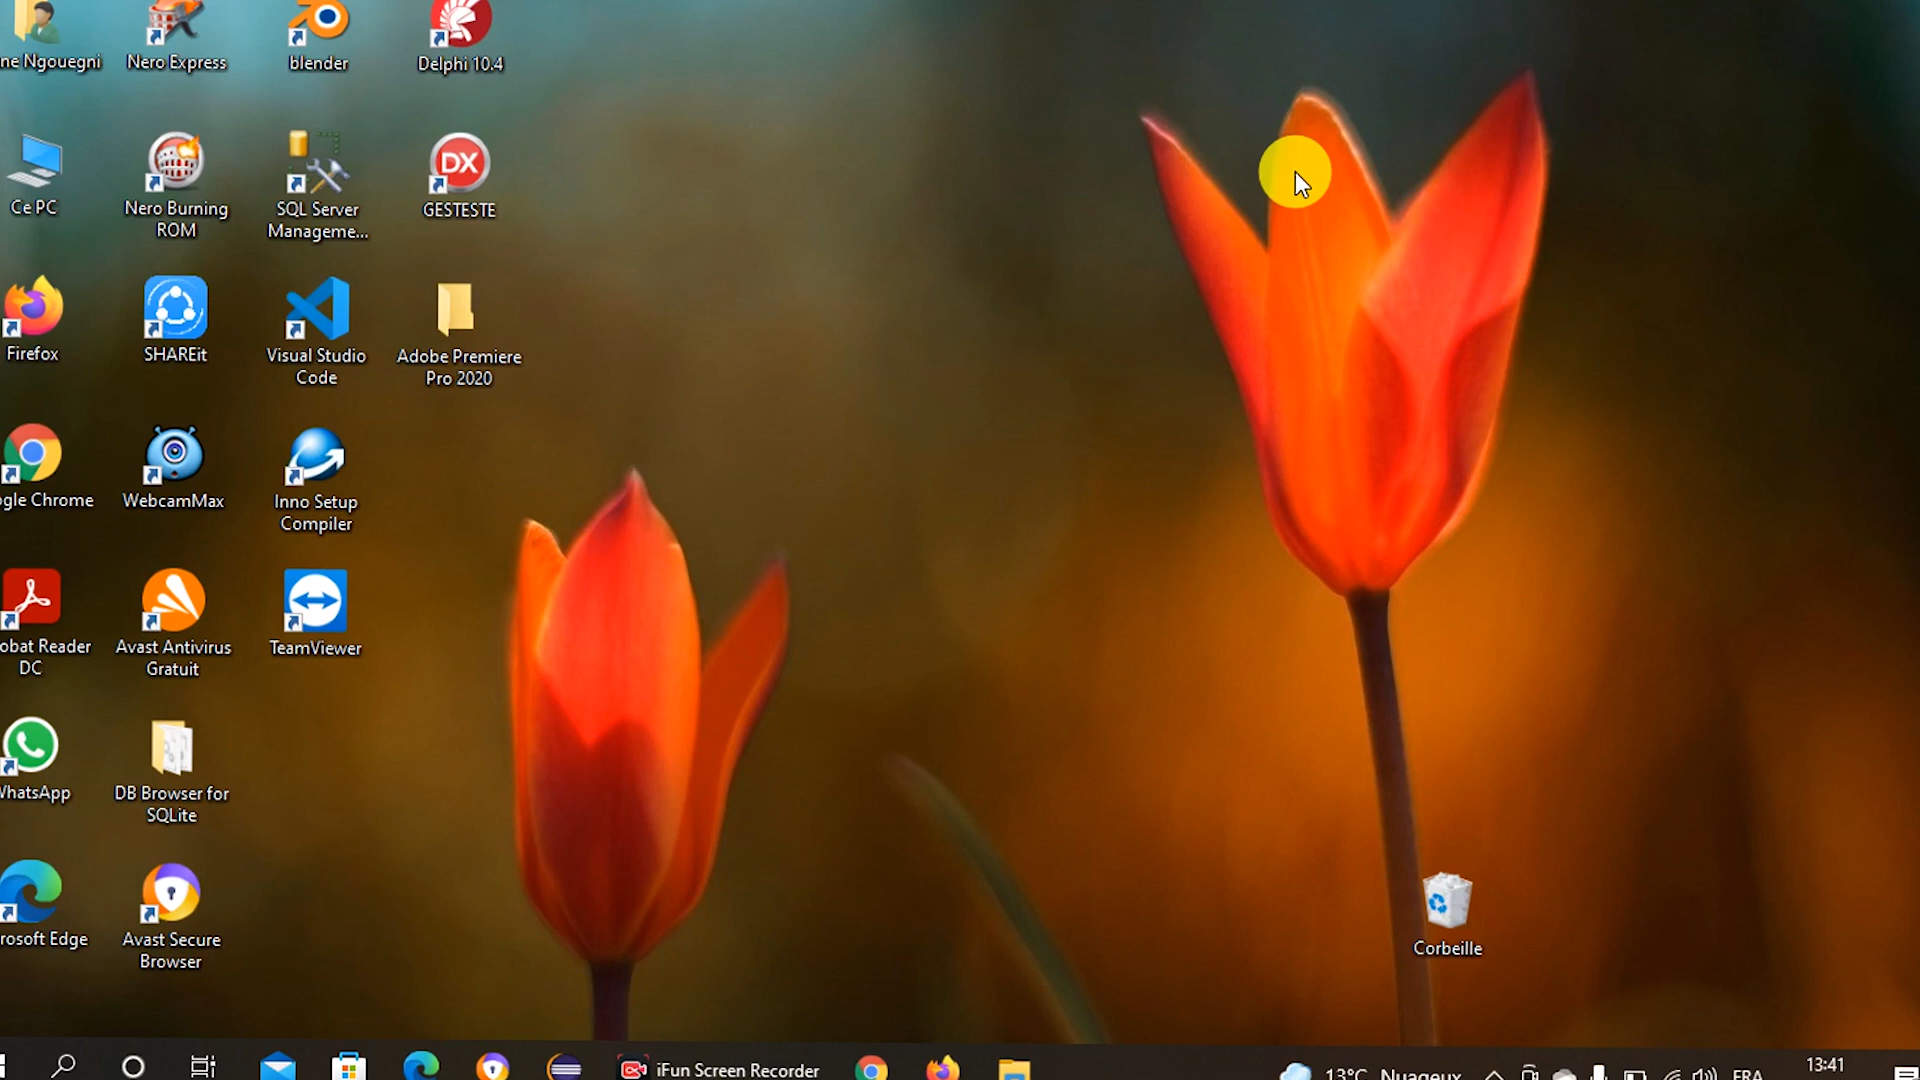 ne Ngouegni
Nero Express
blender
Delphi 10.4
Ce PC
Nero Burning
ROM
SQL Server
Manageme...
DX
GESTESTE
Firefox
SHAREit
Visual Studio
Code
Adobe Premiere
Pro 2020
gle Chrome
WebcamMax
Inno Setup
Compiler
obat Reader
DC
Avast Antivirus
Gratuit
TeamViewer
WhatsApp
DB Browser for
SQLite
rosoft Edge
Avast Secure
Browser
Corbeille
iFun Screen Recorder
13°C Nuageux
FRA
13:41